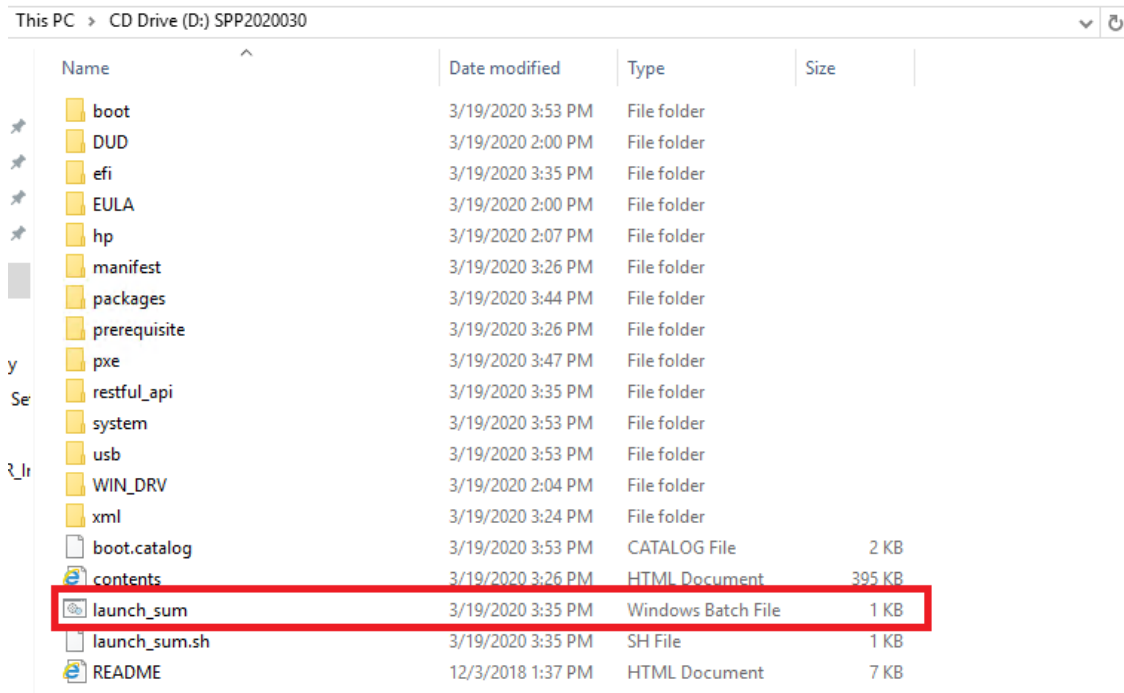 This PC > CD Drive (D:) SPP2020030
Name Date modified Type Size
boot 3/19/2020 3:53 PM File folder
DUD 3/19/2020 2:00 PM File folder
efi 3/19/2020 3:35 PM File folder
EULA 3/19/2020 2:00 PM File folder
hp 3/19/2020 2:07 PM File folder
manifest 3/19/2020 3:26 PM File folder
packages 3/19/2020 3:44 PM File folder
prerequisite 3/19/2020 3:26 PM File folder
pxe 3/19/2020 3:47 PM File folder
y
restful_api 3/19/2020 3:35 PM File folder
Se
system 3/19/2020 3:53 PM File folder
usb 3/19/2020 3:53 PM File folder
R_Ir
WIN_DRV 3/19/2020 2:04 PM File folder
xml 3/19/2020 3:24 PM File folder
boot.catalog 3/19/2020 3:53 PM CATALOG File 2 KB
contents 3/19/2020 3:26 PM HTML Document 395 KB
launch_sum 3/19/2020 3:35 PM Windows Batch File 1 KB
launch_sum.sh 3/19/2020 3:35 PM SH File 1 KB
README 12/3/2018 1:37 PM HTML Document 7 KB